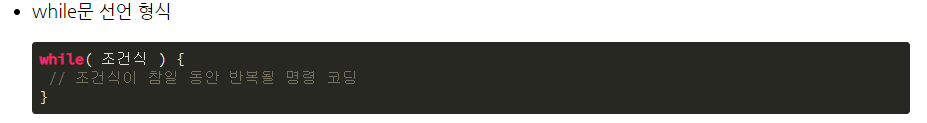 while문 선언 형식
while( 조건식 ) {
// 조건식이 참일 동안 반복될 명령 코딩
}